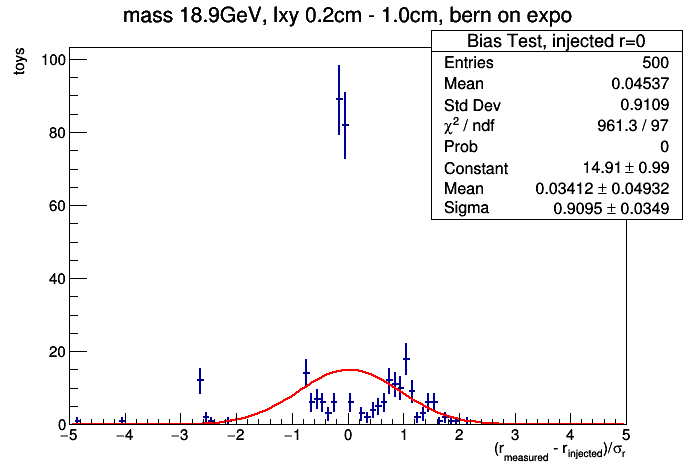 mass 18.9GeV, lxy 0.2cm - 1.0cm, bern on expo
Bias Test, injected r=0
Entries 500
Mean 0.04537
Std Dev 0.9109
χ² / ndf 961.3 / 97
Prob 0
Constant 14.91 ± 0.99
Mean 0.03412 ± 0.04932
Sigma 0.9095 ± 0.0349
toys
100
80
60
40
20
0
−5 −4 −3 −2 −1 0 1 2 3 4 5
(r_measured - r_injected)/σ_r